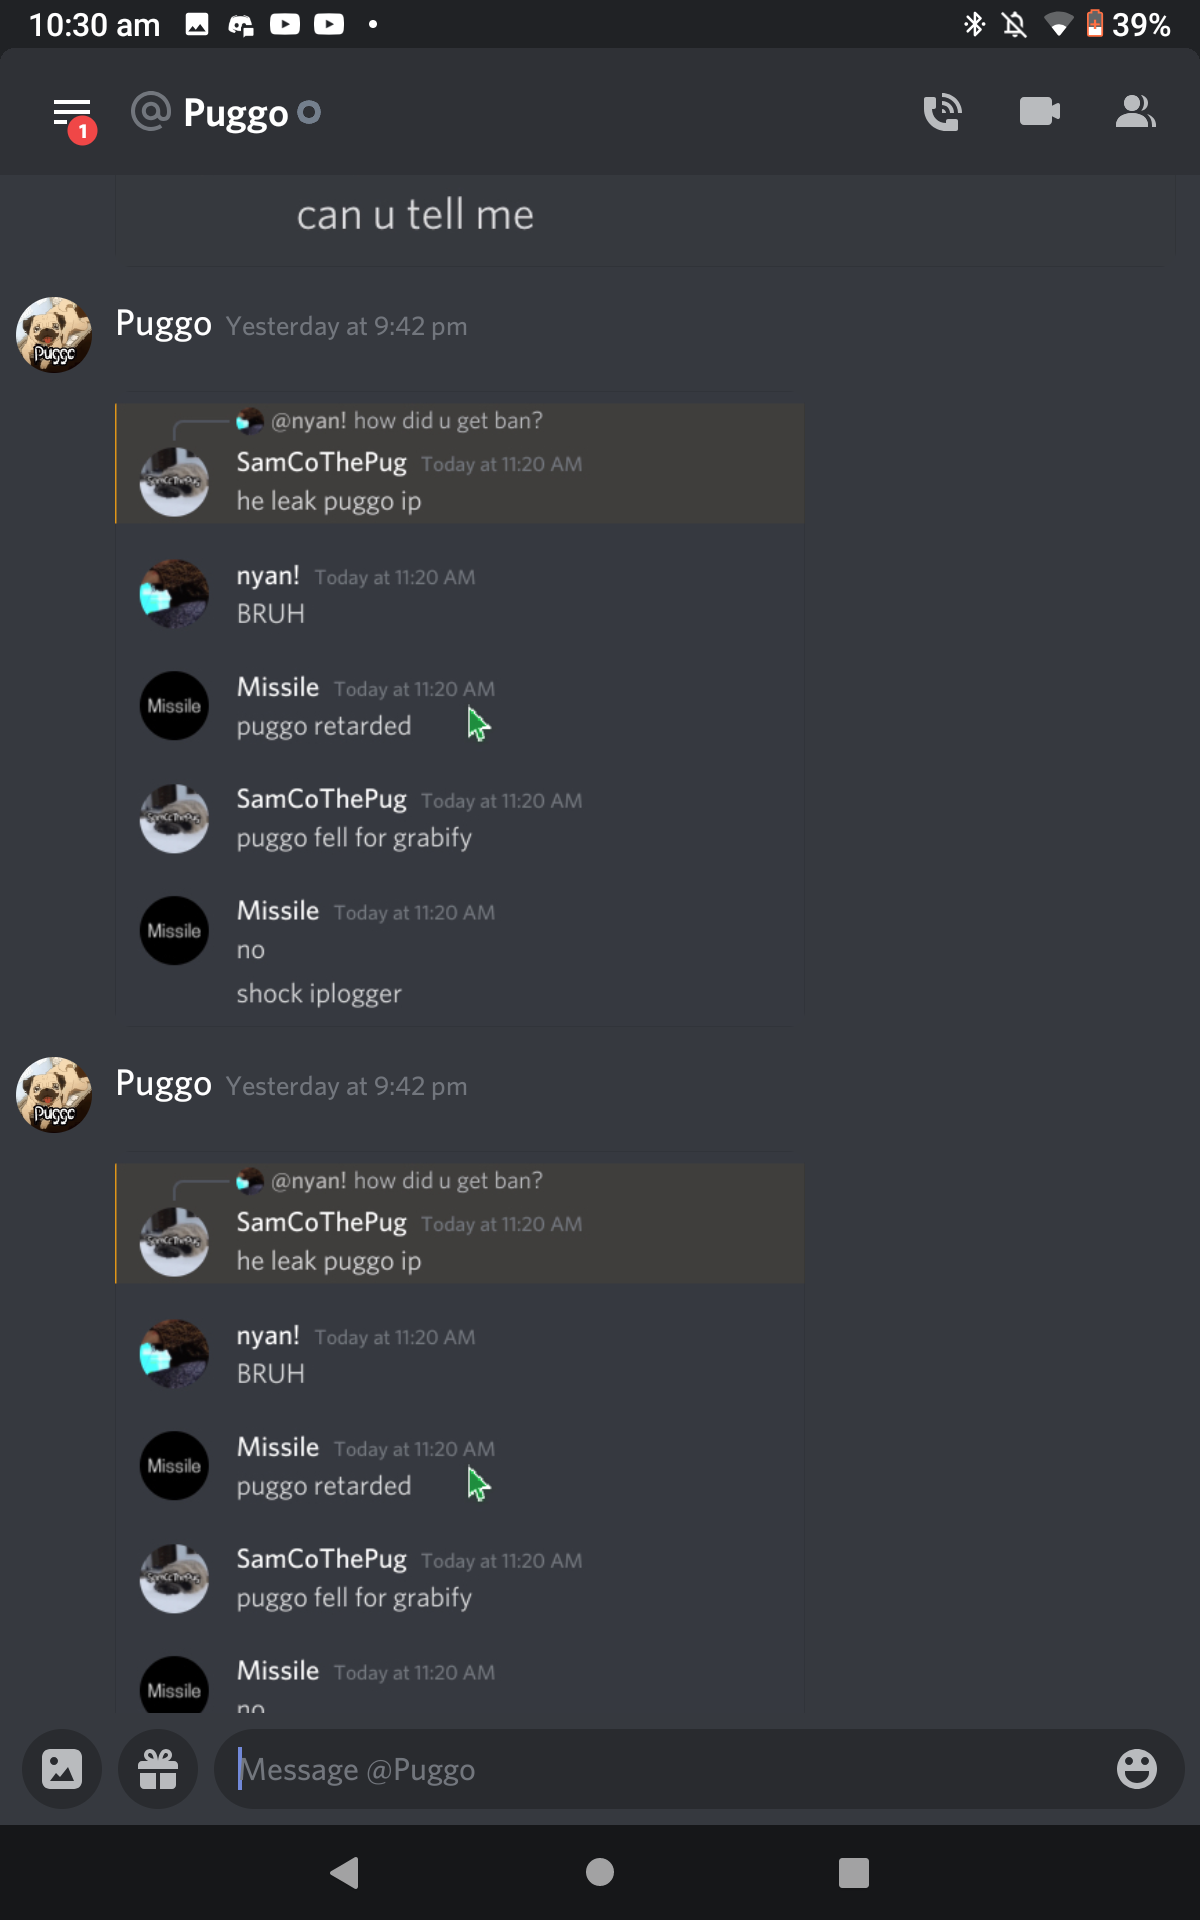 10:30 am 39%
1 @ Puggo
can u tell me
Puggo Yesterday at 9:42 pm
@nyan! how did u get ban?
SamCoThePug Today at 11:20 AM
he leak puggo ip
nyan! Today at 11:20 AM
BRUH
Missile Today at 11:20 AM
puggo retarded
SamCoThePug Today at 11:20 AM
puggo fell for grabify
Missile Today at 11:20 AM
no
shock iplogger
Puggo Yesterday at 9:42 pm
@nyan! how did u get ban?
SamCoThePug Today at 11:20 AM
he leak puggo ip
nyan! Today at 11:20 AM
BRUH
Missile Today at 11:20 AM
puggo retarded
SamCoThePug Today at 11:20 AM
puggo fell for grabify
Missile Today at 11:20 AM
no
Message @Puggo